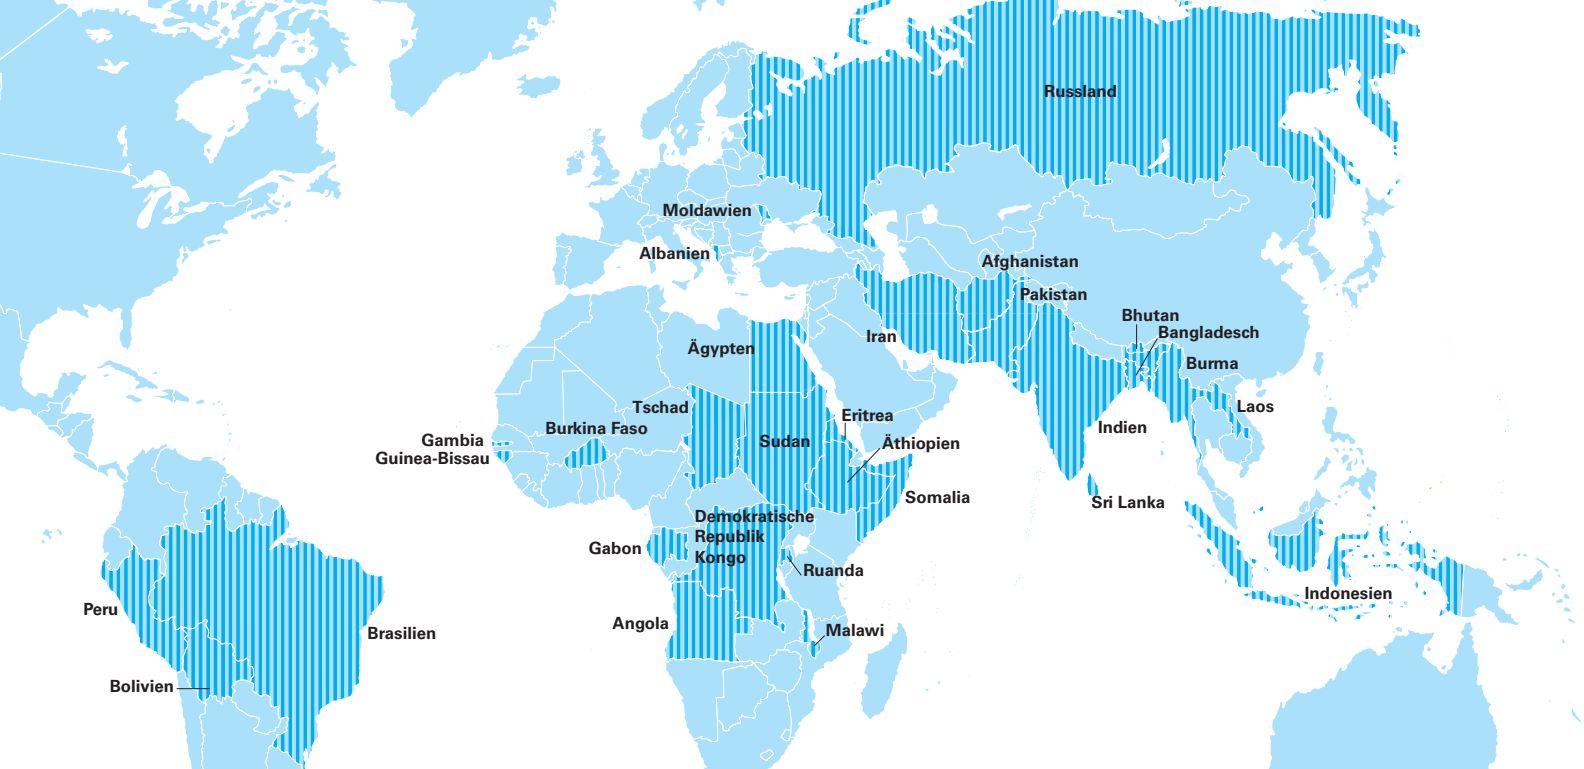 Russland
Moldawien
Albanien
Afghanistan
Pakistan
Bhutan
Bangladesch
Iran
Ägypten
Burma
Tschad
Laos
Eritrea
Burkina Faso
Indien
Gambia
Sudan
Äthiopien
Guinea-Bissau
Somalia
Sri Lanka
Demokratische
Republik
Kongo
Gabon
Ruanda
Indonesien
Peru
Angola
Malawi
Brasilien
Bolivien